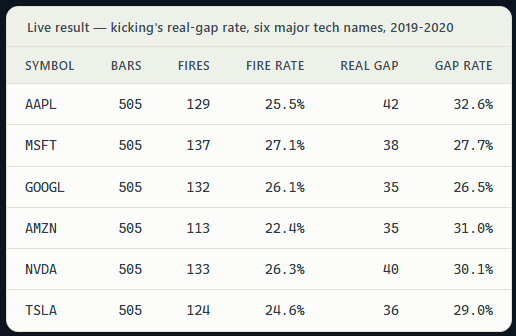 Live result — kicking's real-gap rate, six major tech names, 2019-2020
SYMBOL BARS FIRES FIRE RATE REAL GAP GAP RATE
AAPL 505 129 25.5% 42 32.6%
MSFT 505 137 27.1% 38 27.7%
GOOGL 505 132 26.1% 35 26.5%
AMZN 505 113 22.4% 35 31.0%
NVDA 505 133 26.3% 40 30.1%
TSLA 505 124 24.6% 36 29.0%